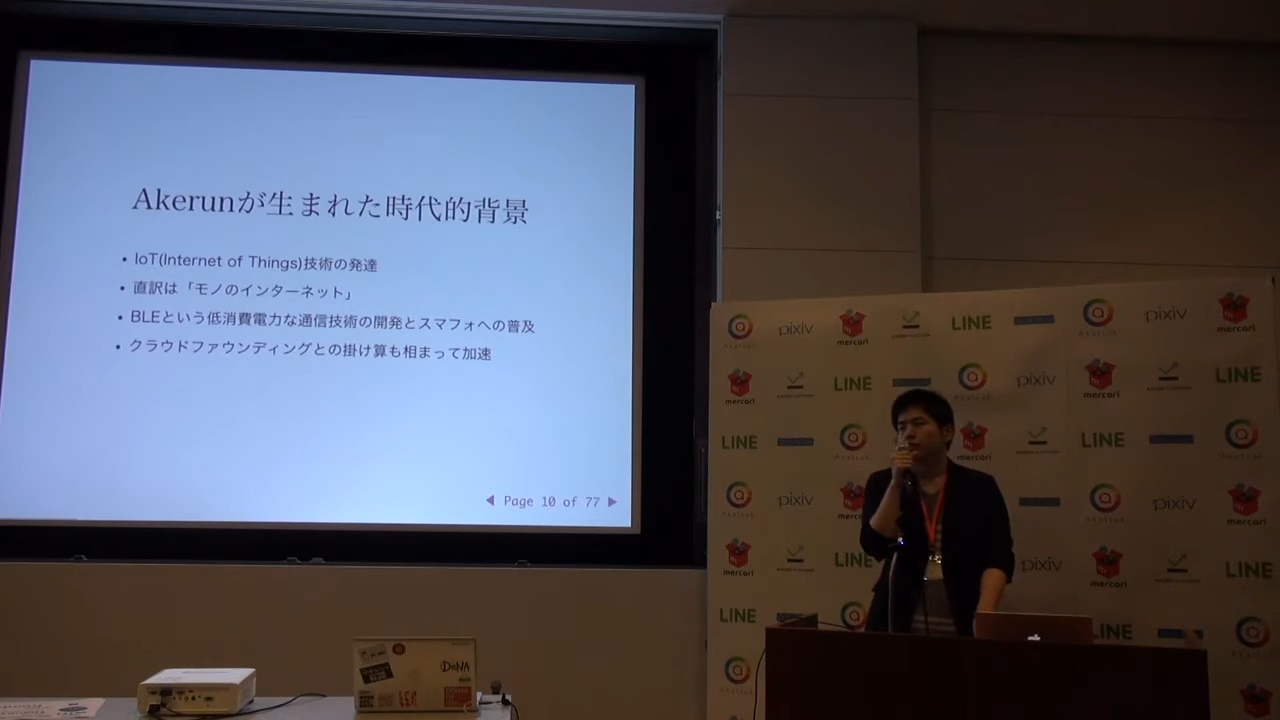 Akerunが生まれた時代的背景
• IoT(Internet of Things)技術の発達
• 直訳は「モノのインターネット」
• BLEという低消費電力な通信技術の開発とスマフォへの普及
• クラウドファウンディングとの掛け算も相まって加速
◀ Page 10 of 77 ▶
pixiv mercari LINE pixiv mercari
mercari LINE pixiv mercari LINE
LINE mercari LINE
pixiv mercari pixiv mercari
mercari LINE pixiv mercari LINE
LINE LINE
DeNA